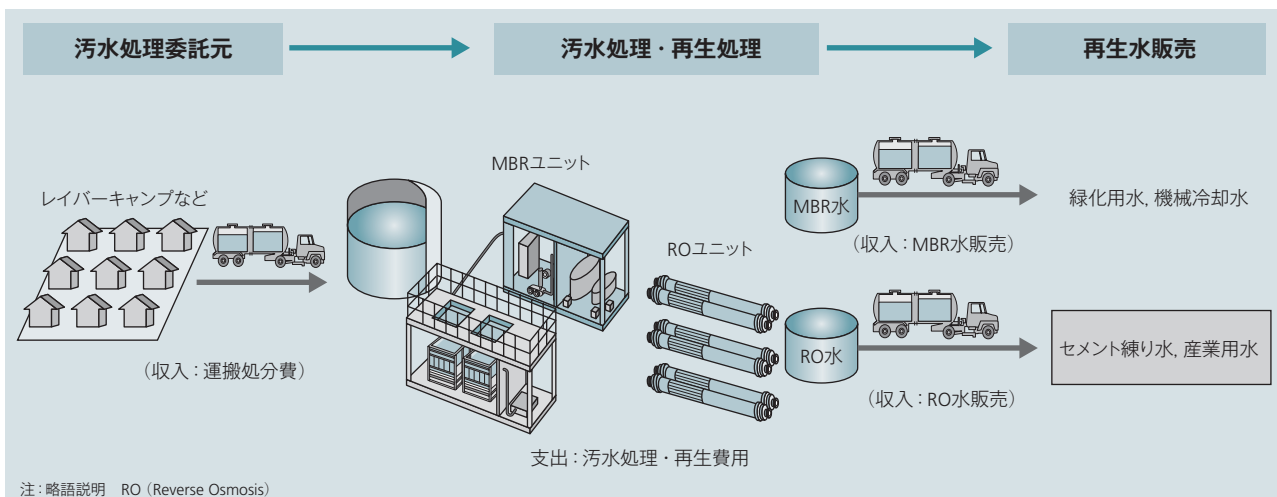 汚水処理委託元
汚水処理・再生処理
再生水販売
MBRユニット
レイバーキャンプなど
MBR水
緑化用水, 機械冷却水
ROユニット
(収入:MBR水販売)
RO水
セメント練り水, 産業用水
(収入:運搬処分費)
(収入:RO水販売)
支出:汚水処理・再生費用
注:略語説明 RO(Reverse Osmosis)